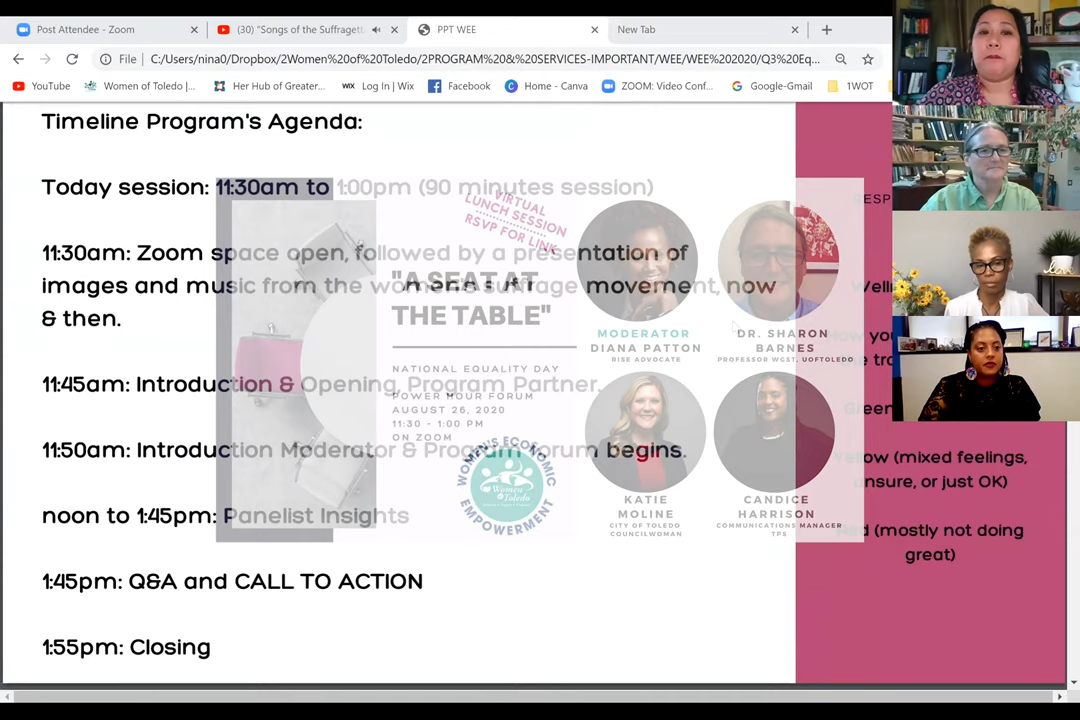 Post Attendee - Zoom
(30) "Songs of the Suffragett
PPT WEE
New Tab
File
C:/Users/nina0/Dropbox/2Women%20of%20Toledo/2PROGRAM%20&%20SERVICES-IMPORTANT/WEE/WEE%202020/Q3%20Eq...
YouTube
Women of Toledo |...
Her Hub of Greater...
WIX Log In | Wix
Facebook
Home - Canva
ZOOM: Video Conf...
Google-Gmail
1WOT
Timeline Program's Agenda:
Today session: 11:30am to 1:00pm (90 minutes session)
11:30am: Zoom space open, followed by a presentation of
images and music from the women's suffrage movement, now
& then.
11:45am: Introduction & Opening, Program Partner.
11:50am: Introduction Moderator & Program Forum begins.
noon to 1:45pm: Panelist Insights
1:45pm: Q&A and CALL TO ACTION
1:55pm: Closing
VIRTUAL
LUNCH SESSION
RSVP FOR LINK
"A SEAT AT
THE TABLE"
NATIONAL EQUALITY DAY
POWER HOUR FORUM
AUGUST 26, 2020
11:30 - 1:00 PM
ON ZOOM
WOMEN'S ECONOMIC
Women of Toledo
EMPOWERMENT
MODERATOR
DIANA PATTON
RISE ADVOCATE
DR. SHARON
BARNES
PROFESSOR WGST, UOFTOLEDO
KATIE
MOLINE
CITY OF TOLEDO
COUNCILWOMAN
CANDICE
HARRISON
COMMUNICATIONS MANAGER
TPS
RESP
Well
How you
Green
Yellow (mixed feelings,
unsure, or just OK)
Red (mostly not doing
great)